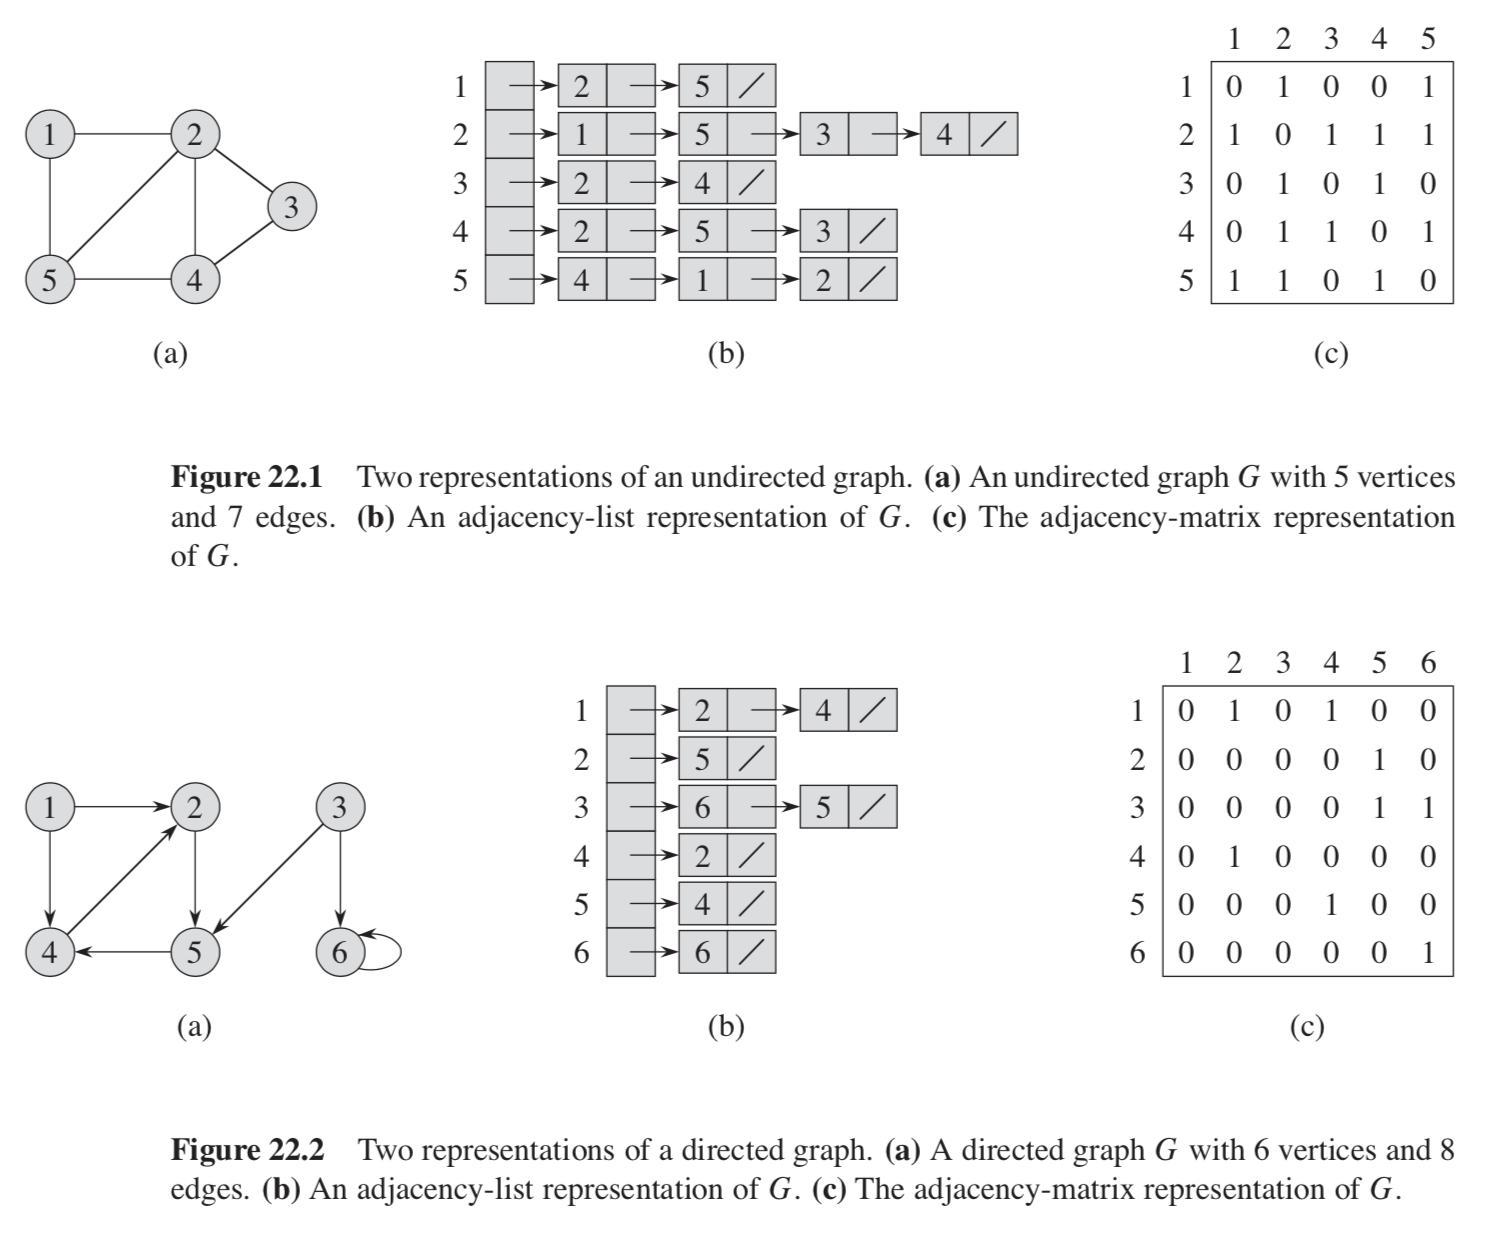 1 2 3 4 5
1 2 5 1 0 1 0 0 1
1 2 2 1 5 3 4 2 1 0 1 1 1
3 3 2 4 3 0 1 0 1 0
4 2 5 3 4 0 1 1 0 1
5 4 5 4 1 2 5 1 1 0 1 0
(a) (b) (c)
Figure 22.1 Two representations of an undirected graph. (a) An undirected graph G with 5 vertices
and 7 edges. (b) An adjacency-list representation of G. (c) The adjacency-matrix representation
of G.
1 2 3 4 5 6
1 2 4 1 0 1 0 1 0 0
2 5 2 0 0 0 0 1 0
1 2 3 3 6 5 3 0 0 0 0 1 1
4 2 4 0 1 0 0 0 0
5 4 5 0 0 0 1 0 0
4 5 6 6 6 6 0 0 0 0 0 1
(a) (b) (c)
Figure 22.2 Two representations of a directed graph. (a) A directed graph G with 6 vertices and 8
edges. (b) An adjacency-list representation of G. (c) The adjacency-matrix representation of G.